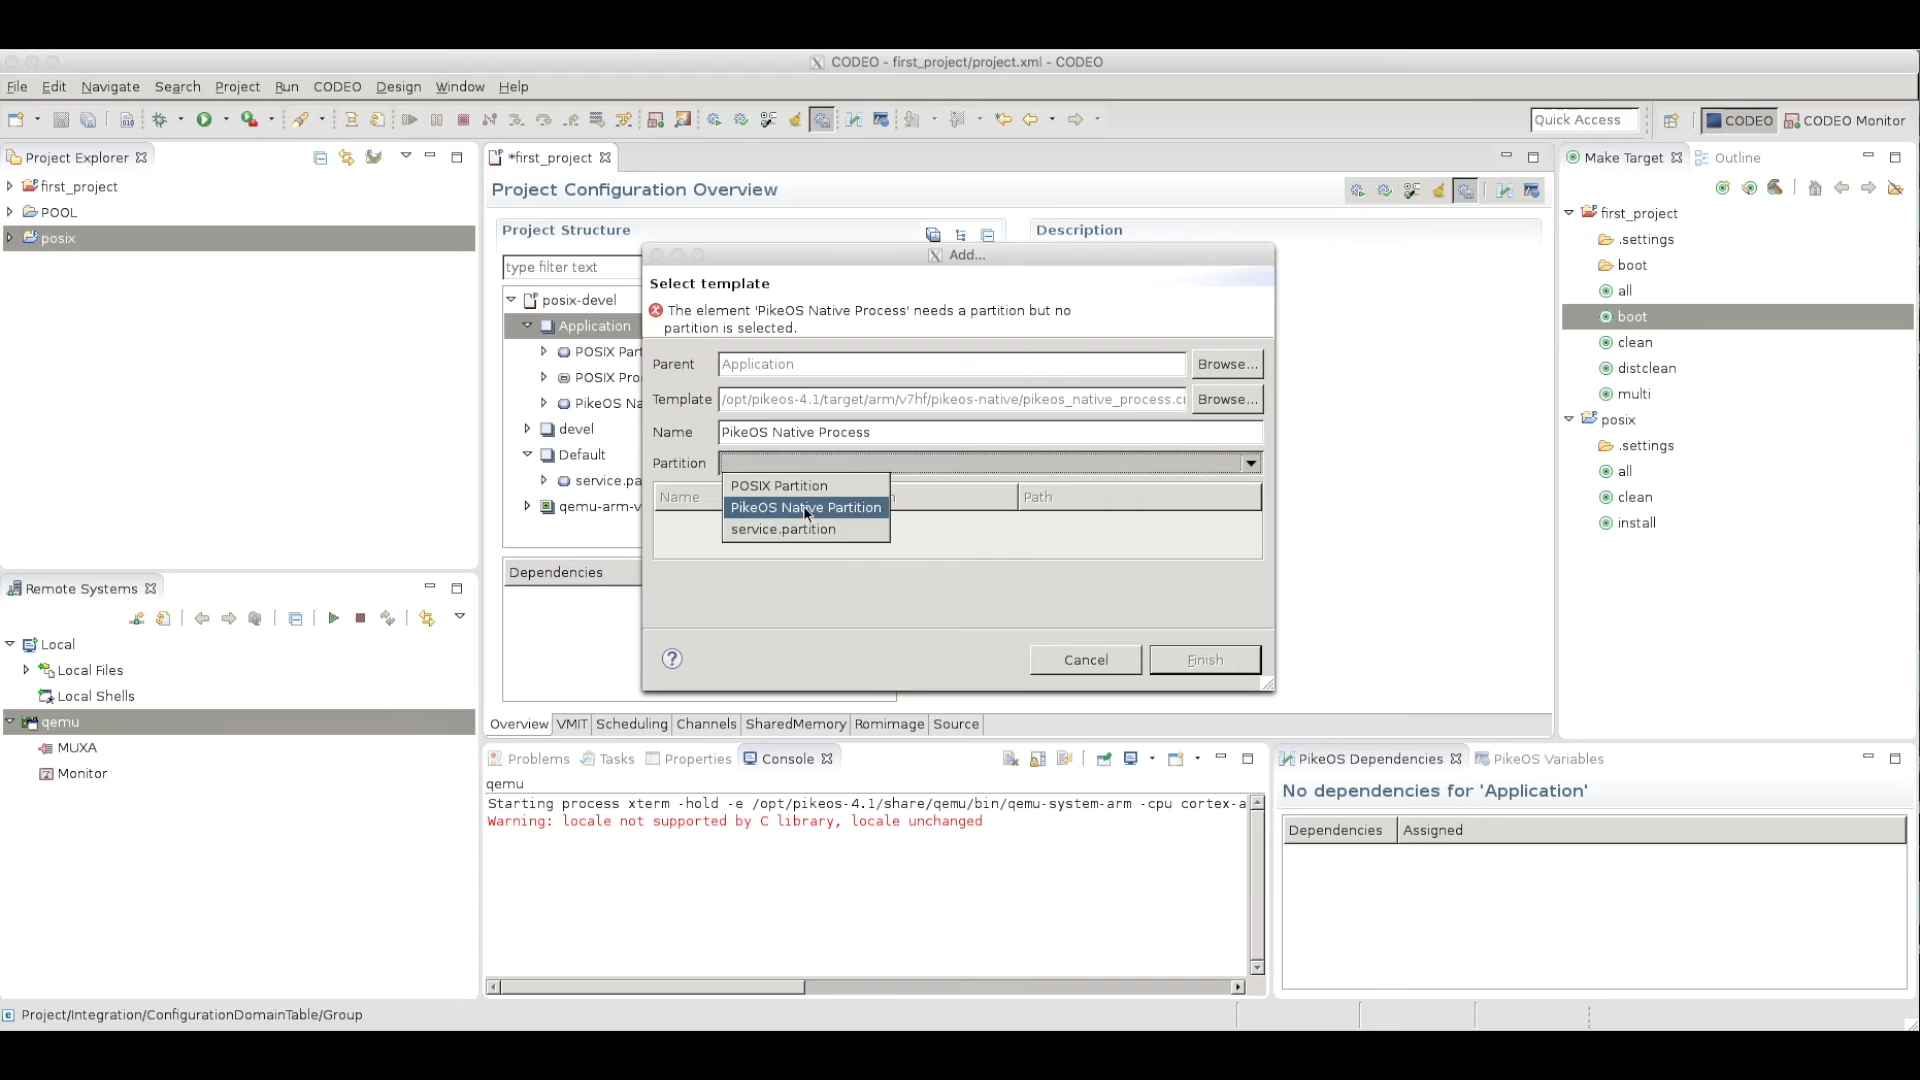 CODEO - first_project/project.xml - CODEO
File Edit Navigate Search Project Run CODEO Design Window Help
Quick Access
CODEO
CODEO Monitor
Project Explorer
first_project
POOL
posix
*first_project
Project Configuration Overview
Project Structure
Description
type filter text
posix-devel
Application
POSIX Par
POSIX Pro
PikeOS Na
devel
Default
service.pa
qemu-arm-v
Dependencies
Add...
Select template
The element 'PikeOS Native Process' needs a partition but no
partition is selected.
Parent
Application
Browse...
Template
/opt/pikeos-4.1/target/arm/v7hf/pikeos-native/pikeos_native_process.c
Browse...
Name
PikeOS Native Process
Partition
POSIX Partition
PikeOS Native Partition
service.partition
Name
Path
Cancel
Finish
Overview VMIT Scheduling Channels SharedMemory Romimage Source
Make Target
Outline
first_project
.settings
boot
all
boot
clean
distclean
multi
posix
.settings
all
clean
install
Remote Systems
Local
Local Files
Local Shells
qemu
MUXA
Monitor
Problems Tasks Properties Console
qemu
Starting process xterm -hold -e /opt/pikeos-4.1/share/qemu/bin/qemu-system-arm -cpu cortex-a
Warning: locale not supported by C library, locale unchanged
PikeOS Dependencies
PikeOS Variables
No dependencies for 'Application'
Dependencies
Assigned
Project/Integration/ConfigurationDomainTable/Group